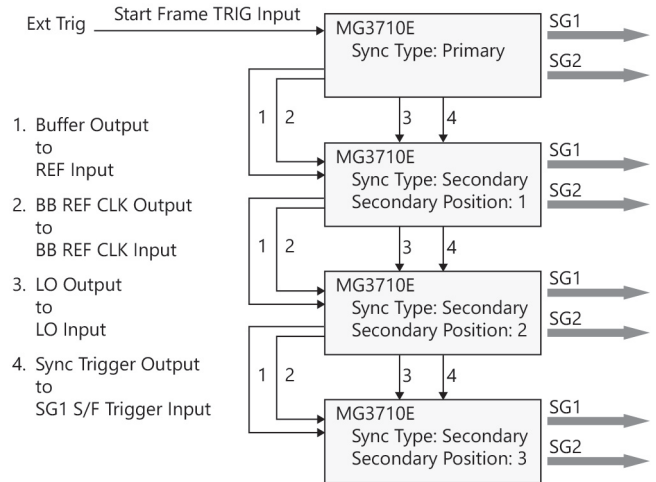 Ext Trig
Start Frame TRIG Input
MG3710E
Sync Type: Primary
SG1
SG2
1
2
3
4
1. Buffer Output
to
REF Input
2. BB REF CLK Output
to
BB REF CLK Input
3. LO Output
to
LO Input
4. Sync Trigger Output
to
SG1 S/F Trigger Input
MG3710E
Sync Type: Secondary
Secondary Position: 1
SG1
SG2
1
2
3
4
MG3710E
Sync Type: Secondary
Secondary Position: 2
SG1
SG2
1
2
3
4
MG3710E
Sync Type: Secondary
Secondary Position: 3
SG1
SG2